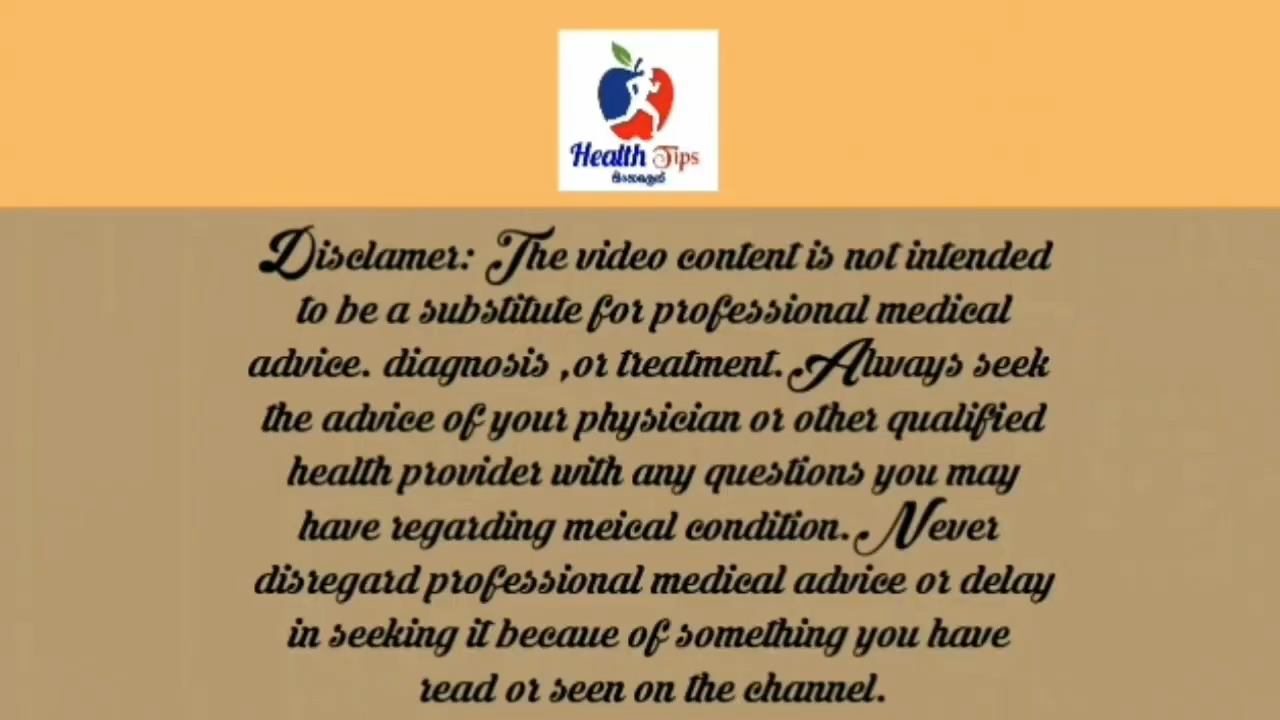 Health Tips
සිංහලෙන්
Disclamer: The video content is not intended
to be a substitute for professional medical
advice. diagnosis ,or treatment. Always seek
the advice of your physician or other qualified
health provider with any questions you may
have regarding meical condition. Never
disregard professional medical advice or delay
in seeking it becaue of something you have
read or seen on the channel.